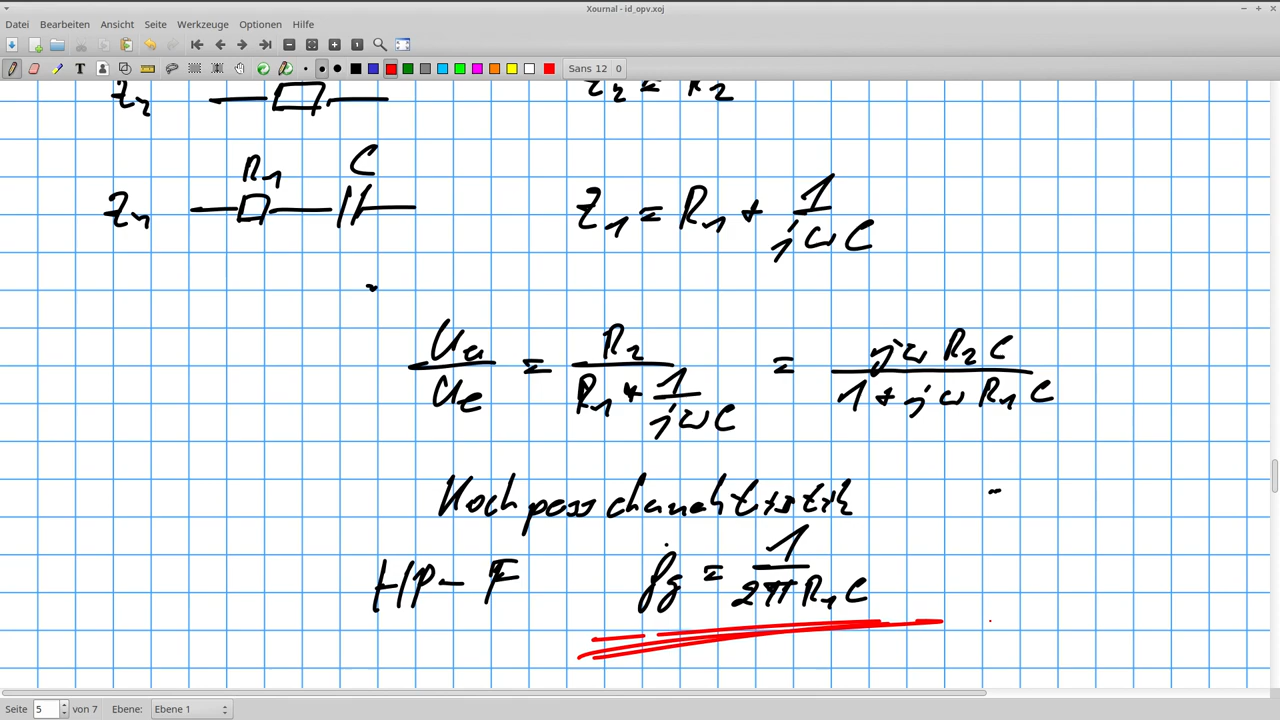 Xournal - id_opv.xoj
Datei Bearbeiten Ansicht Seite Werkzeuge Optionen Hilfe
Sans 12 0
Z₂ Z₂ = R₂
R₁ C
Z₁ Z₁ = R₁ + 1/(jωC)
Ua/Ue = R₂/(R₁ + 1/(jωC)) = jωR₂C/(1 + jωR₁C)
Hochpasscharakteristik
HP-F fg = 1/(2πR₁C)
Seite 5 von 7 Ebene: Ebene 1